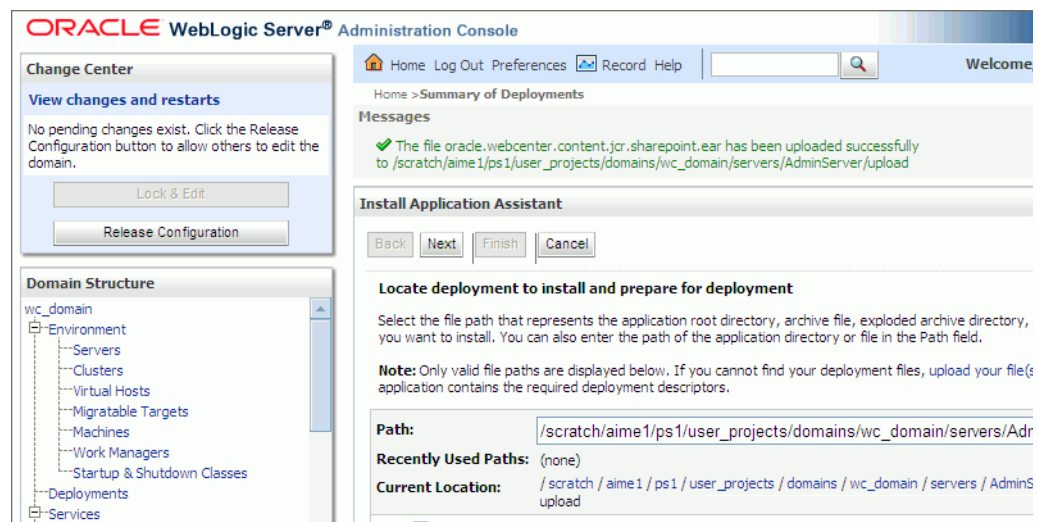 ORACLE WebLogic Server® Administration Console
Change Center
View changes and restarts
No pending changes exist. Click the Release
Configuration button to allow others to edit the
domain.
Lock & Edit
Release Configuration
Domain Structure
wc_domain
Environment
Servers
Clusters
Virtual Hosts
Migratable Targets
Machines
Work Managers
Startup & Shutdown Classes
Deployments
Services
Home Log Out Preferences Record Help
Welcome,
Home >Summary of Deployments
Messages
The file oracle.webcenter.content.jcr.sharepoint.ear has been uploaded successfully
to /scratch/aime1/ps1/user_projects/domains/wc_domain/servers/AdminServer/upload
Install Application Assistant
Back Next Finish Cancel
Locate deployment to install and prepare for deployment
Select the file path that represents the application root directory, archive file, exploded archive directory,
you want to install. You can also enter the path of the application directory or file in the Path field.
Note: Only valid file paths are displayed below. If you cannot find your deployment files, upload your file(s
application contains the required deployment descriptors.
Path: /scratch/aime1/ps1/user_projects/domains/wc_domain/servers/Adr
Recently Used Paths: (none)
Current Location: / scratch / aime1 / ps1 / user_projects / domains / wc_domain / servers / AdminS
upload